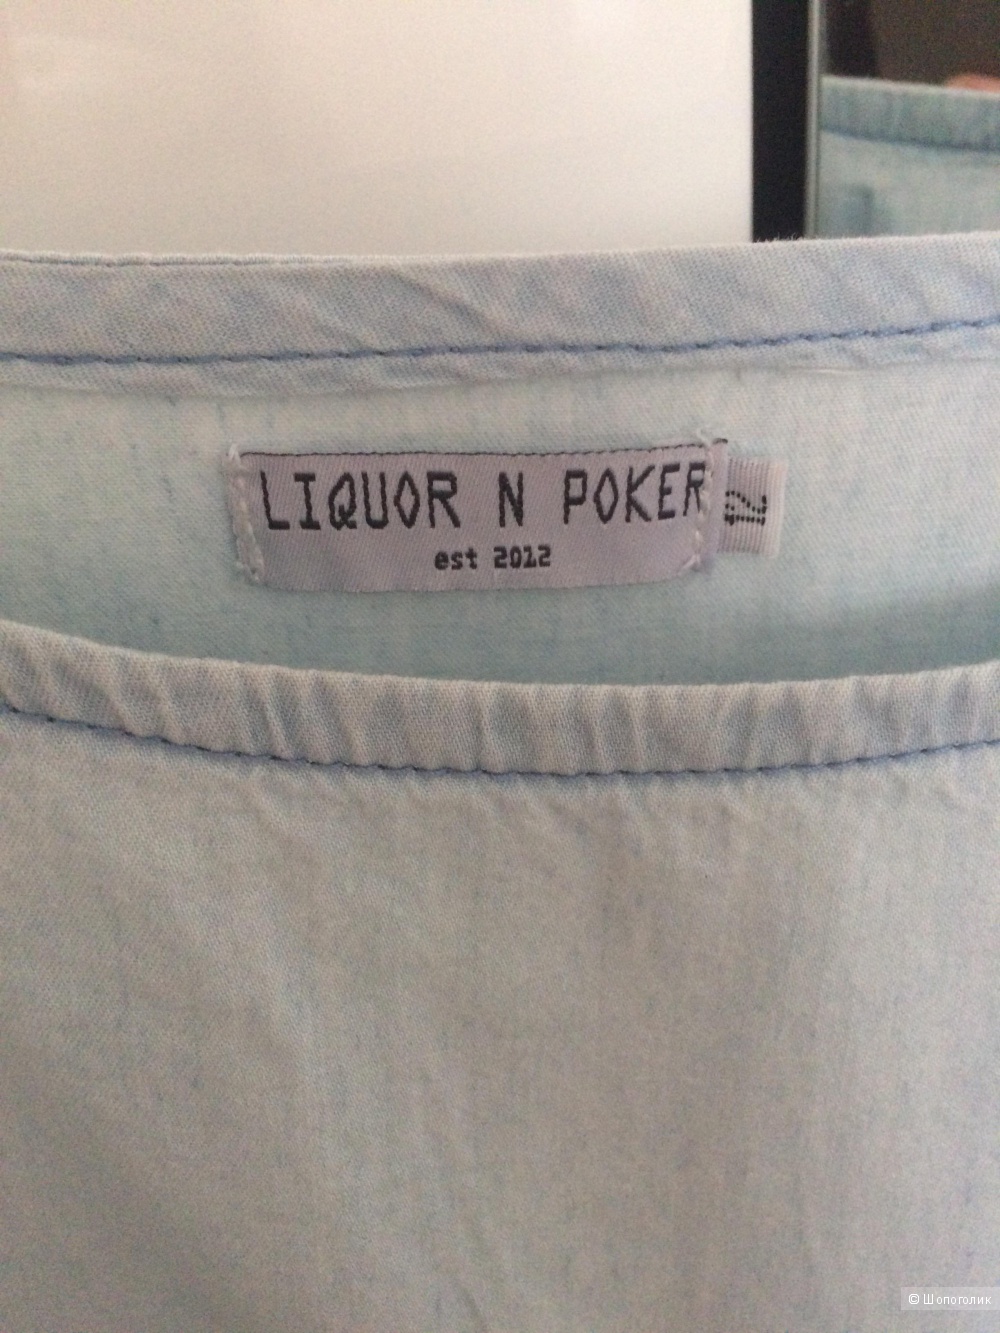 LIQUOR N POKER
est 2012
12
© Шопоголик